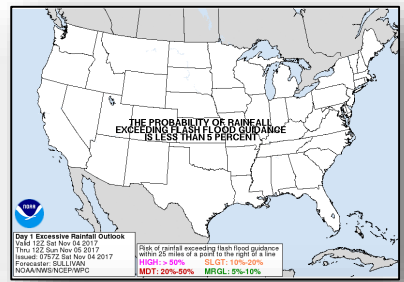 THE PROBABILITY OF RAINFALL
EXCEEDING FLASH FLOOD GUIDANCE
IS LESS THAN 5 PERCENT
NOAA
Day 1 Excessive Rainfall Outlook
Valid 12Z Sat Nov 04 2017
Thru 12Z Sun Nov 05 2017
Issued: 0757Z Sat Nov 04 2017
Forecaster: SULLIVAN
NOAA/NWS/NCEP/WPC
Risk of rainfall exceeding flash flood guidance
within 25 miles of a point to the right of a line
HIGH: > 50% SLGT: 10%-20%
MDT: 20%-50% MRGL: 5%-10%